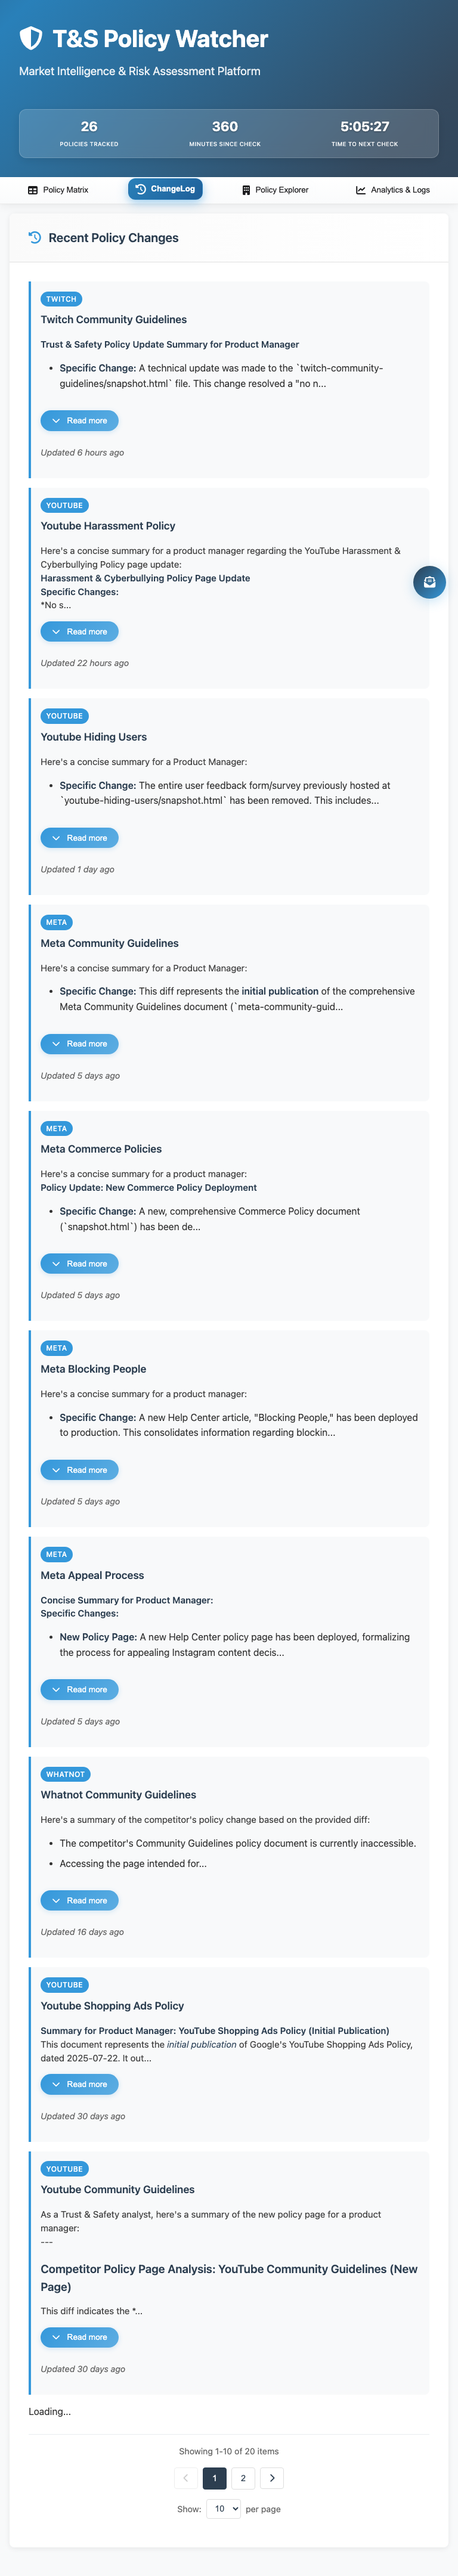 T&S Policy Watcher
Market Intelligence & Risk Assessment Platform
26
POLICIES TRACKED
360
MINUTES SINCE CHECK
5:05:27
TIME TO NEXT CHECK
Policy Matrix
ChangeLog
Policy Explorer
Analytics & Logs
Recent Policy Changes
TWITCH
Twitch Community Guidelines
Trust & Safety Policy Update Summary for Product Manager
• Specific Change: A technical update was made to the `twitch-community-
guidelines/snapshot.html` file. This change resolved a "no n...
Read more
Updated 6 hours ago
YOUTUBE
Youtube Harassment Policy
Here's a concise summary for a product manager regarding the YouTube Harassment &
Cyberbullying Policy page update:
Harassment & Cyberbullying Policy Page Update
Specific Changes:
*No s...
Read more
Updated 22 hours ago
YOUTUBE
Youtube Hiding Users
Here's a concise summary for a Product Manager:
• Specific Change: The entire user feedback form/survey previously hosted at
`youtube-hiding-users/snapshot.html` has been removed. This includes...
Read more
Updated 1 day ago
META
Meta Community Guidelines
Here's a concise summary for a Product Manager:
• Specific Change: This diff represents the initial publication of the comprehensive
Meta Community Guidelines document (`meta-community-guid...
Read more
Updated 5 days ago
META
Meta Commerce Policies
Here's a concise summary for a product manager:
Policy Update: New Commerce Policy Deployment
• Specific Change: A new, comprehensive Commerce Policy document
(`snapshot.html`) has been de...
Read more
Updated 5 days ago
META
Meta Blocking People
Here's a concise summary for a product manager:
• Specific Change: A new Help Center article, "Blocking People," has been deployed
to production. This consolidates information regarding blockin...
Read more
Updated 5 days ago
META
Meta Appeal Process
Concise Summary for Product Manager:
Specific Changes:
• New Policy Page: A new Help Center policy page has been deployed, formalizing
the process for appealing Instagram content decis...
Read more
Updated 5 days ago
WHATNOT
Whatnot Community Guidelines
Here's a summary of the competitor's policy change based on the provided diff:
• The competitor's Community Guidelines policy document is currently inaccessible.
• Accessing the page intended for...
Read more
Updated 16 days ago
YOUTUBE
Youtube Shopping Ads Policy
Summary for Product Manager: YouTube Shopping Ads Policy (Initial Publication)
This document represents the initial publication of Google's YouTube Shopping Ads Policy,
dated 2025-07-22. It out...
Read more
Updated 30 days ago
YOUTUBE
Youtube Community Guidelines
As a Trust & Safety analyst, here's a summary of the new policy page for a product
manager:
---
Competitor Policy Page Analysis: YouTube Community Guidelines (New
Page)
This diff indicates the *...
Read more
Updated 30 days ago
Loading...
Showing 1-10 of 20 items
1
2
Show: 10 per page